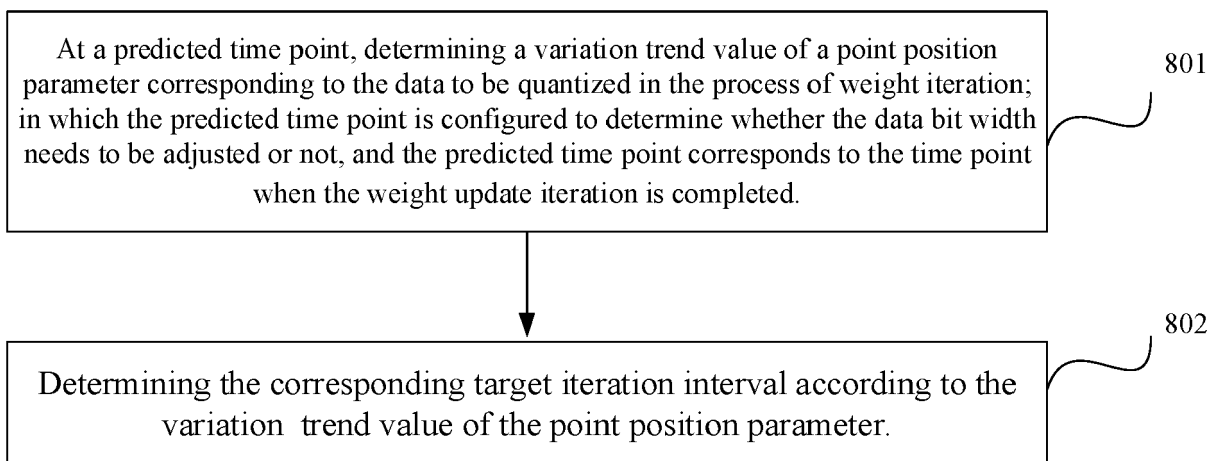 At a predicted time point, determining a variation trend value of a point position
parameter corresponding to the data to be quantized in the process of weight iteration;
in which the predicted time point is configured to determine whether the data bit width
needs to be adjusted or not, and the predicted time point corresponds to the time point
when the weight update iteration is completed.
801
802
Determining the corresponding target iteration interval according to the
variation trend value of the point position parameter.